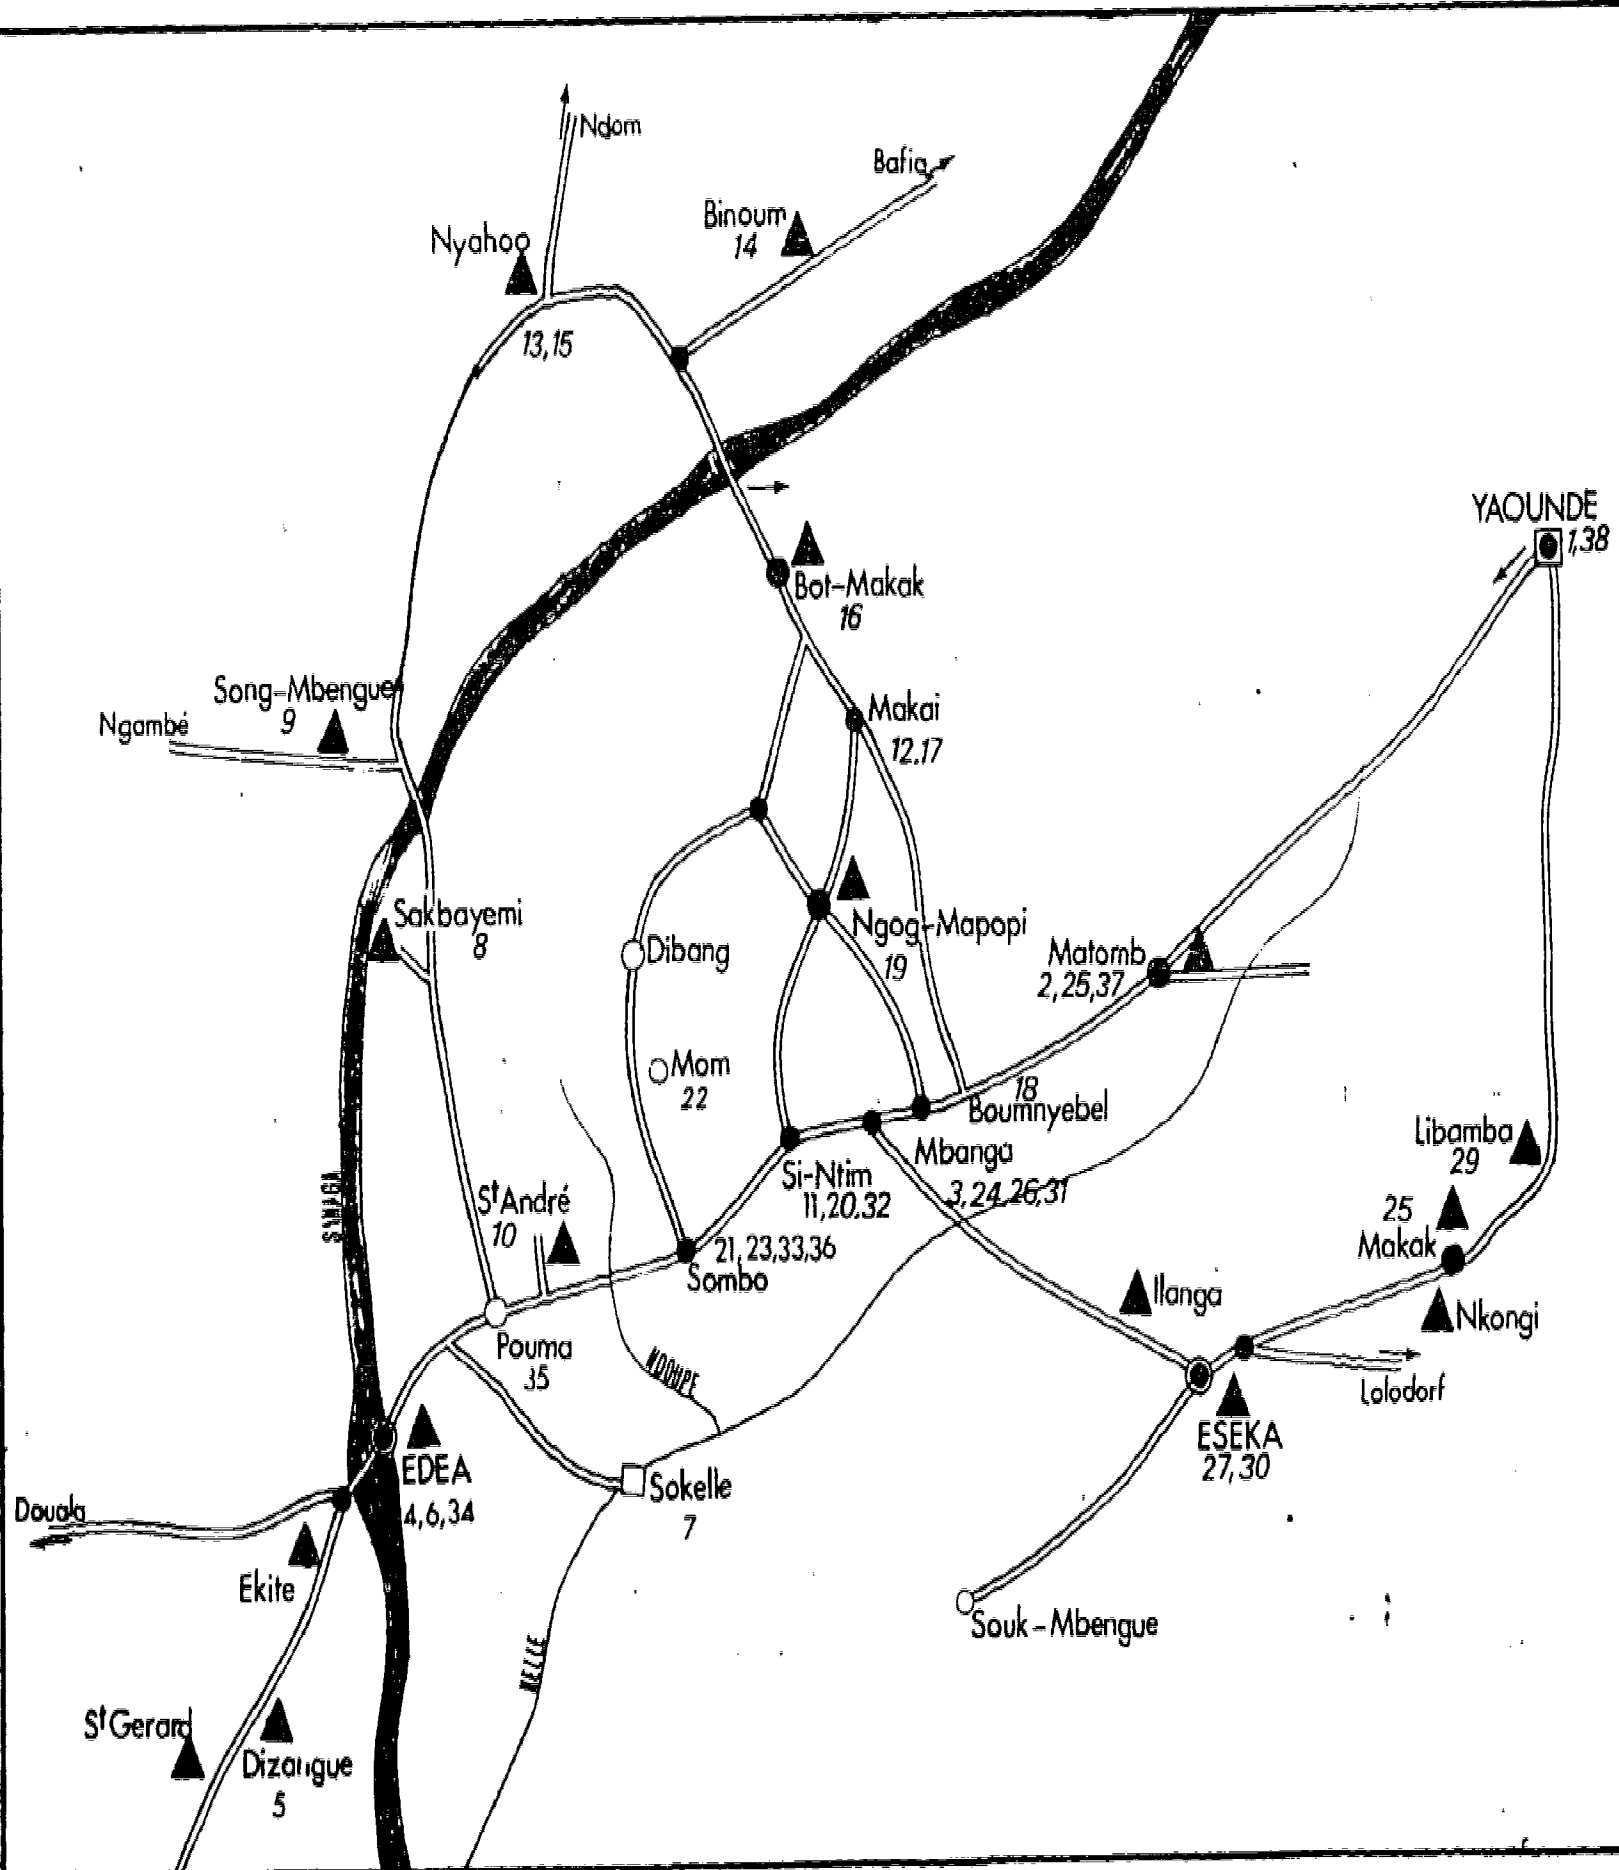 Ndom
Bafia
Binoum
14
Nyahoo
13,15
YAOUNDE
1,38
Bot-Makak
16
Song-Mbengue
9
Ngambé
Makai
12,17
Sakbayemi
8
Dibang
Ngog-Mapopi
19
Matomb
2,25,37
Mom
22
18
Boumnyebel
Mbanga
3,24,26,31
Si-Ntim
11,20,32
Libamba
29
25
Makak
Nkongi
St André
10
21,23,33,36
Sombo
SANAGA
Ilanga
Pouma
35
NDOUPE
Lolodorf
ESEKA
27,30
EDEA
4,6,34
Sokelle
7
Douala
Ekite
Souk-Mbengue
KELLE
St Gerard
Dizangue
5